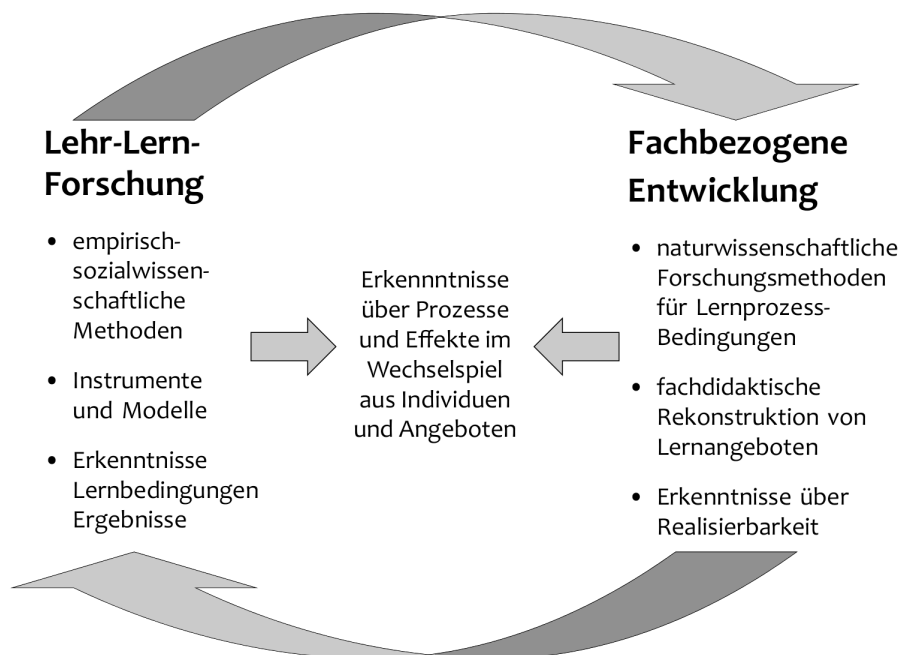 Lehr-Lern-
Forschung
• empirisch-
sozialwissen-
schaftliche
Methoden
• Instrumente
und Modelle
• Erkenntnisse
Lernbedingungen
Ergebnisse
Erkennntnisse
über Prozesse
und Effekte im
Wechselspiel
aus Individuen
und Angeboten
Fachbezogene
Entwicklung
• naturwissenschaftliche
Forschungsmethoden
für Lernprozess-
Bedingungen
• fachdidaktische
Rekonstruktion von
Lernangeboten
• Erkenntnisse über
Realisierbarkeit